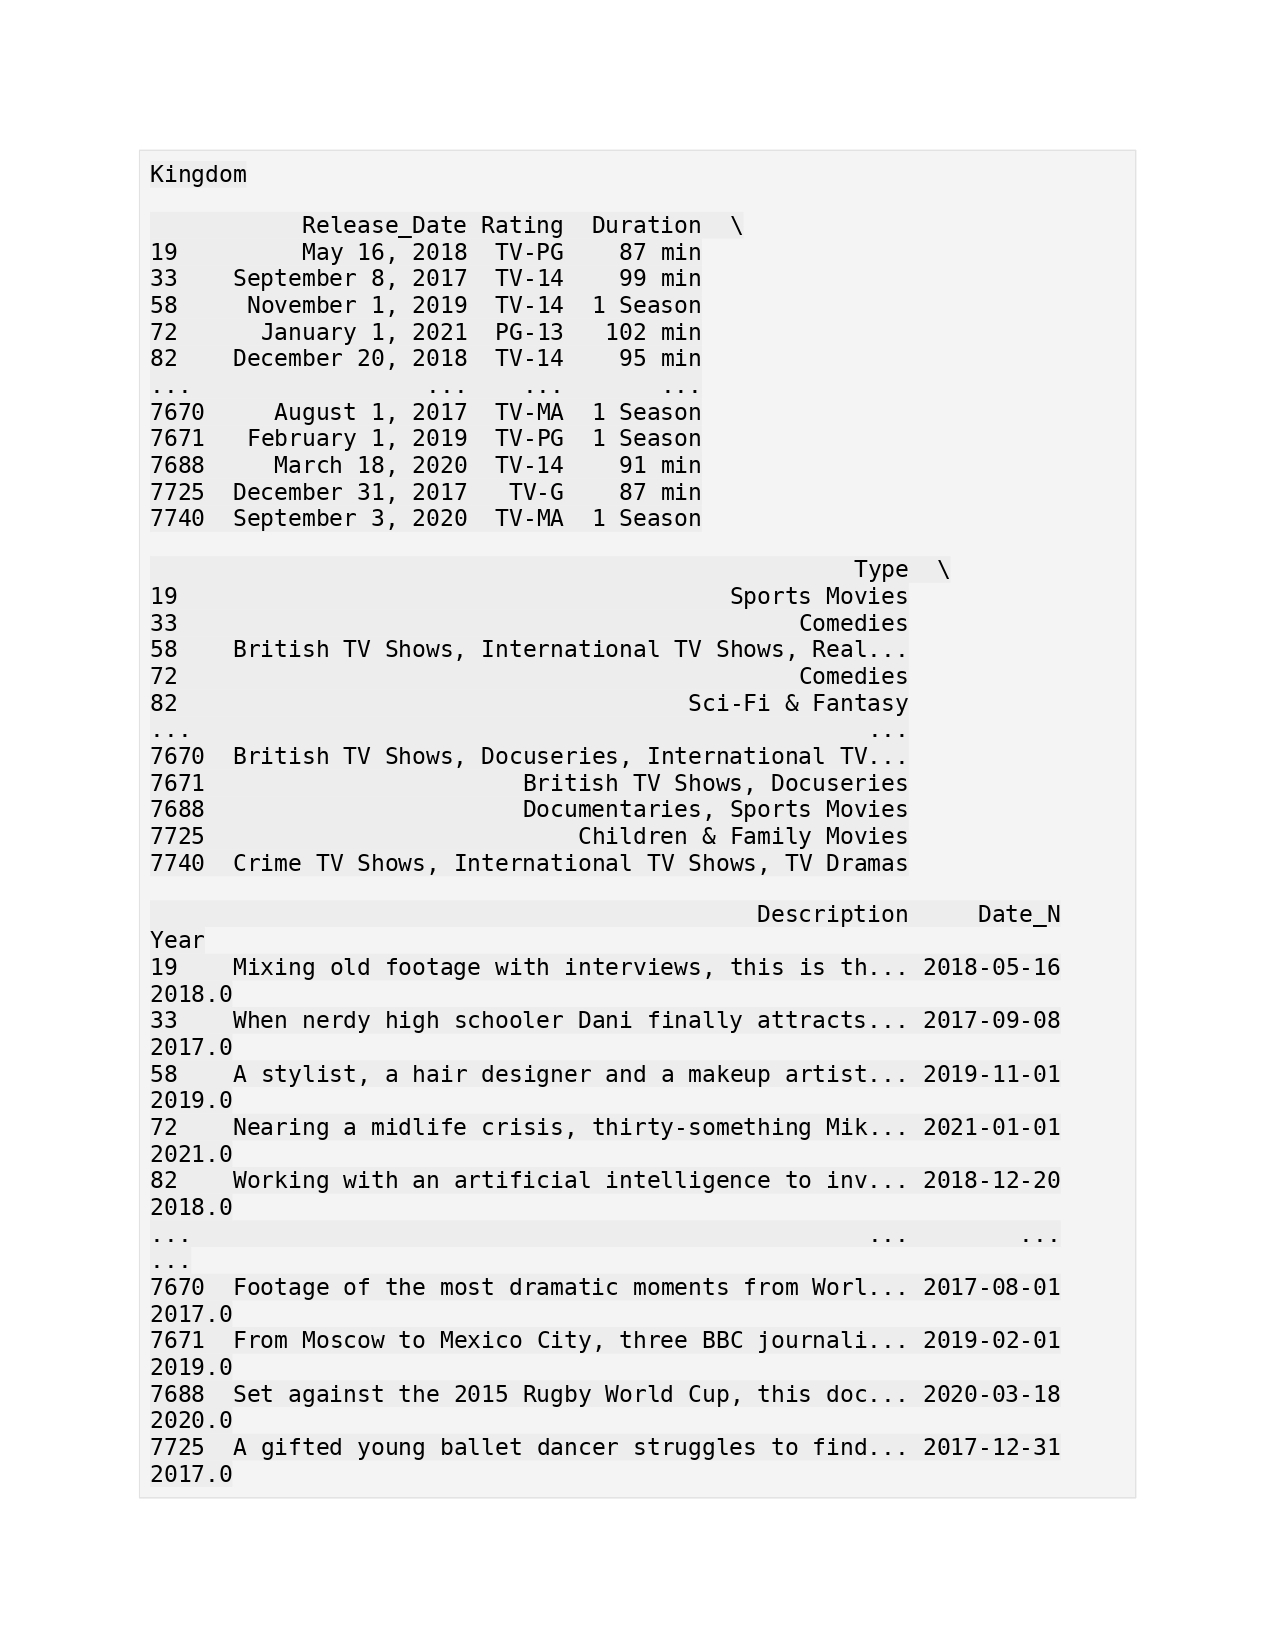 Kingdom
Release_Date Rating Duration \
19 May 16, 2018 TV-PG 87 min
33 September 8, 2017 TV-14 99 min
58 November 1, 2019 TV-14 1 Season
72 January 1, 2021 PG-13 102 min
82 December 20, 2018 TV-14 95 min
... ... ... ...
7670 August 1, 2017 TV-MA 1 Season
7671 February 1, 2019 TV-PG 1 Season
7688 March 18, 2020 TV-14 91 min
7725 December 31, 2017 TV-G 87 min
7740 September 3, 2020 TV-MA 1 Season
Type \
19 Sports Movies
33 Comedies
58 British TV Shows, International TV Shows, Real...
72 Comedies
82 Sci-Fi & Fantasy
... ...
7670 British TV Shows, Docuseries, International TV...
7671 British TV Shows, Docuseries
7688 Documentaries, Sports Movies
7725 Children & Family Movies
7740 Crime TV Shows, International TV Shows, TV Dramas
Description Date_N
Year
19 Mixing old footage with interviews, this is th... 2018-05-16
2018.0
33 When nerdy high schooler Dani finally attracts... 2017-09-08
2017.0
58 A stylist, a hair designer and a makeup artist... 2019-11-01
2019.0
72 Nearing a midlife crisis, thirty-something Mik... 2021-01-01
2021.0
82 Working with an artificial intelligence to inv... 2018-12-20
2018.0
... ... ...
...
7670 Footage of the most dramatic moments from Worl... 2017-08-01
2017.0
7671 From Moscow to Mexico City, three BBC journali... 2019-02-01
2019.0
7688 Set against the 2015 Rugby World Cup, this doc... 2020-03-18
2020.0
7725 A gifted young ballet dancer struggles to find... 2017-12-31
2017.0